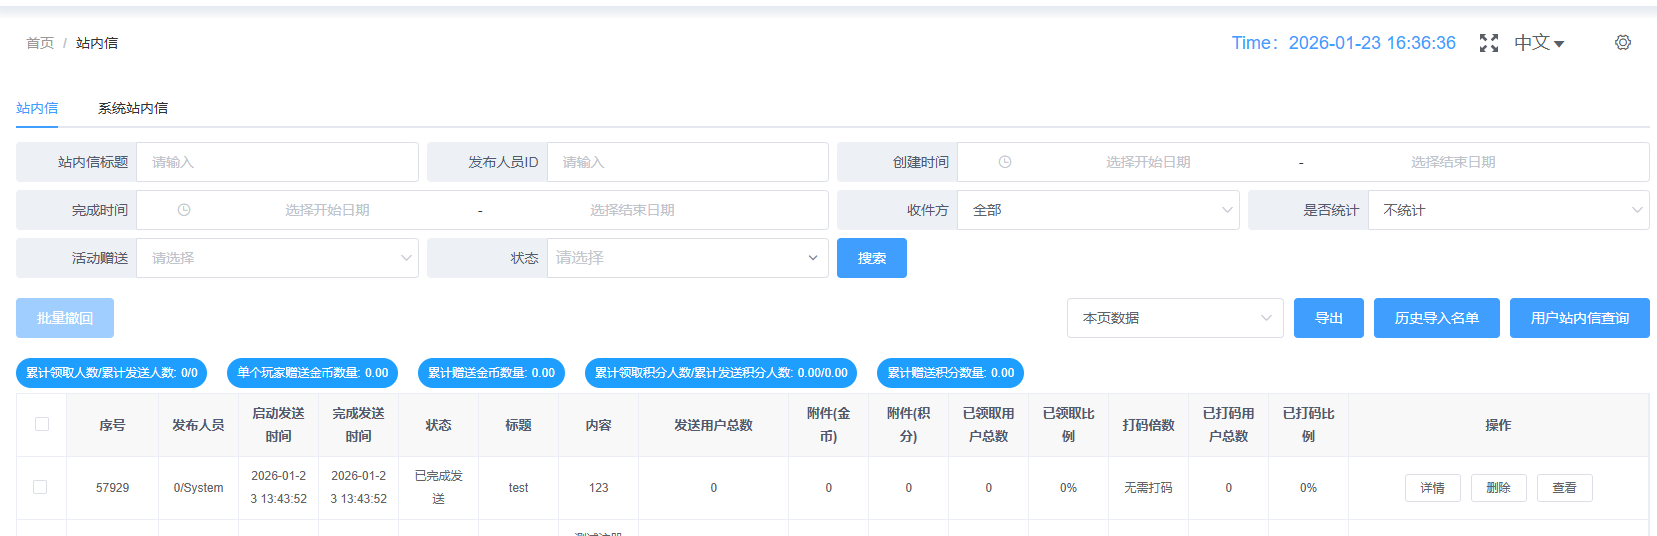 首页 / 站内信
Time： 2026-01-23 16:36:36 中文
站内信 系统站内信
站内信标题 请输入 发布人员ID 请输入 创建时间 选择开始日期 - 选择结束日期
完成时间 选择开始日期 - 选择结束日期 收件方 全部 是否统计 不统计
活动赠送 请选择 状态 请选择 搜索
批量撤回 本页数据 导出 历史导入名单 用户站内信查询
累计领取人数/累计发送人数: 0/0 单个玩家赠送金币数量: 0.00 累计赠送金币数量: 0.00 累计领取积分人数/累计发送积分人数: 0.00/0.00 累计赠送积分数量: 0.00
序号 发布人员 启动发送时间 完成发送时间 状态 标题 内容 发送用户总数 附件(金币) 附件(积分) 已领取用户总数 已领取比例 打码倍数 已打码用户总数 已打码比例 操作
57929 0/System 2026-01-23 13:43:52 2026-01-23 13:43:52 已完成发送 test 123 0 0 0 0 0% 无需打码 0 0% 详情 删除 查看